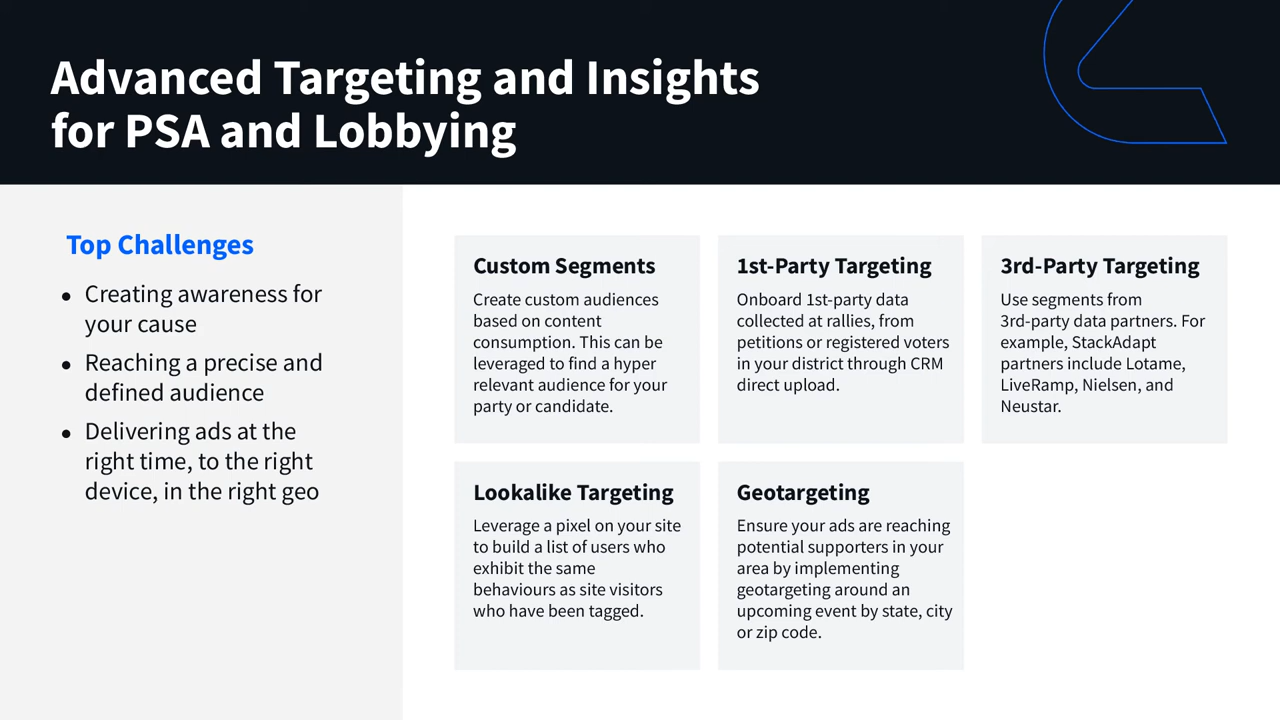 Advanced Targeting and Insights
for PSA and Lobbying
Top Challenges
• Creating awareness for
your cause
• Reaching a precise and
defined audience
• Delivering ads at the
right time, to the right
device, in the right geo
Custom Segments
Create custom audiences
based on content
consumption. This can be
leveraged to find a hyper
relevant audience for your
party or candidate.
1st-Party Targeting
Onboard 1st-party data
collected at rallies, from
petitions or registered voters
in your district through CRM
direct upload.
3rd-Party Targeting
Use segments from
3rd-party data partners. For
example, StackAdapt
partners include Lotame,
LiveRamp, Nielsen, and
Neustar.
Lookalike Targeting
Leverage a pixel on your site
to build a list of users who
exhibit the same
behaviours as site visitors
who have been tagged.
Geotargeting
Ensure your ads are reaching
potential supporters in your
area by implementing
geotargeting around an
upcoming event by state, city
or zip code.